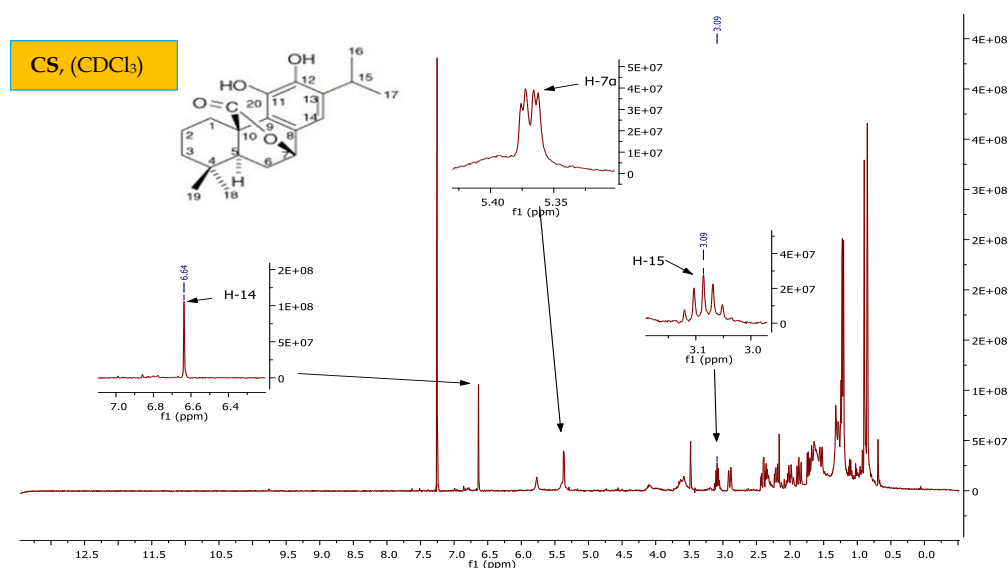 CS, (CDCl₃)
16
OH
12
15
17
HO
11
13
20
O
C
14
1
9
8
10
O
2
7
5
6
3
4
H
19
18
H-7a
5E+07
4E+07
3E+07
2E+07
1E+07
0
5.40 5.35
f1 (ppm)
3.09
4E+08
4E+08
3E+08
3E+08
2E+08
2E+08
2E+08
1E+08
5E+07
0
H-15
3.09
4E+07
2E+07
0
3.1 3.0
f1 (ppm)
6.64
H-14
2E+08
1E+08
5E+07
0
7.0 6.8 6.6 6.4
f1 (ppm)
12.5 11.5 10.5 9.5 9.0 8.5 8.0 7.5 7.0 6.5 6.0 5.5 5.0 4.5 4.0 3.5 3.0 2.5 2.0 1.5 1.0 0.5 0.0
f1 (ppm)